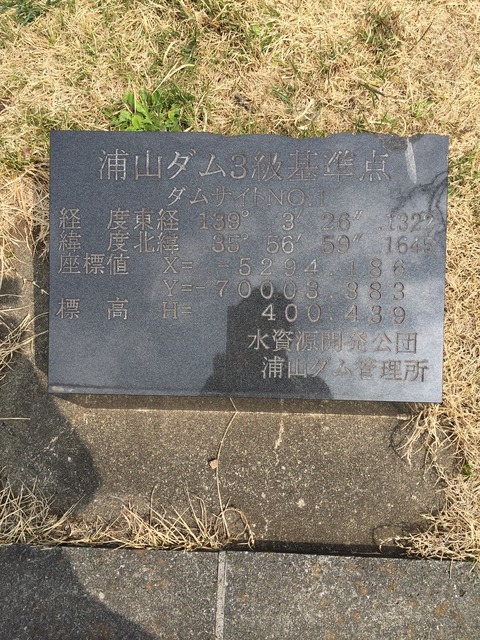 浦山ダム3級基準点
ダムサイトNO.1
経 度東経 139° 3′ 26″ .1322
緯 度北緯 35° 56′ 59″ .1645
座標値 X= -5294.186
Y=-70003.383
標 高 H= 400.439
水資源開発公団
浦山ダム管理所